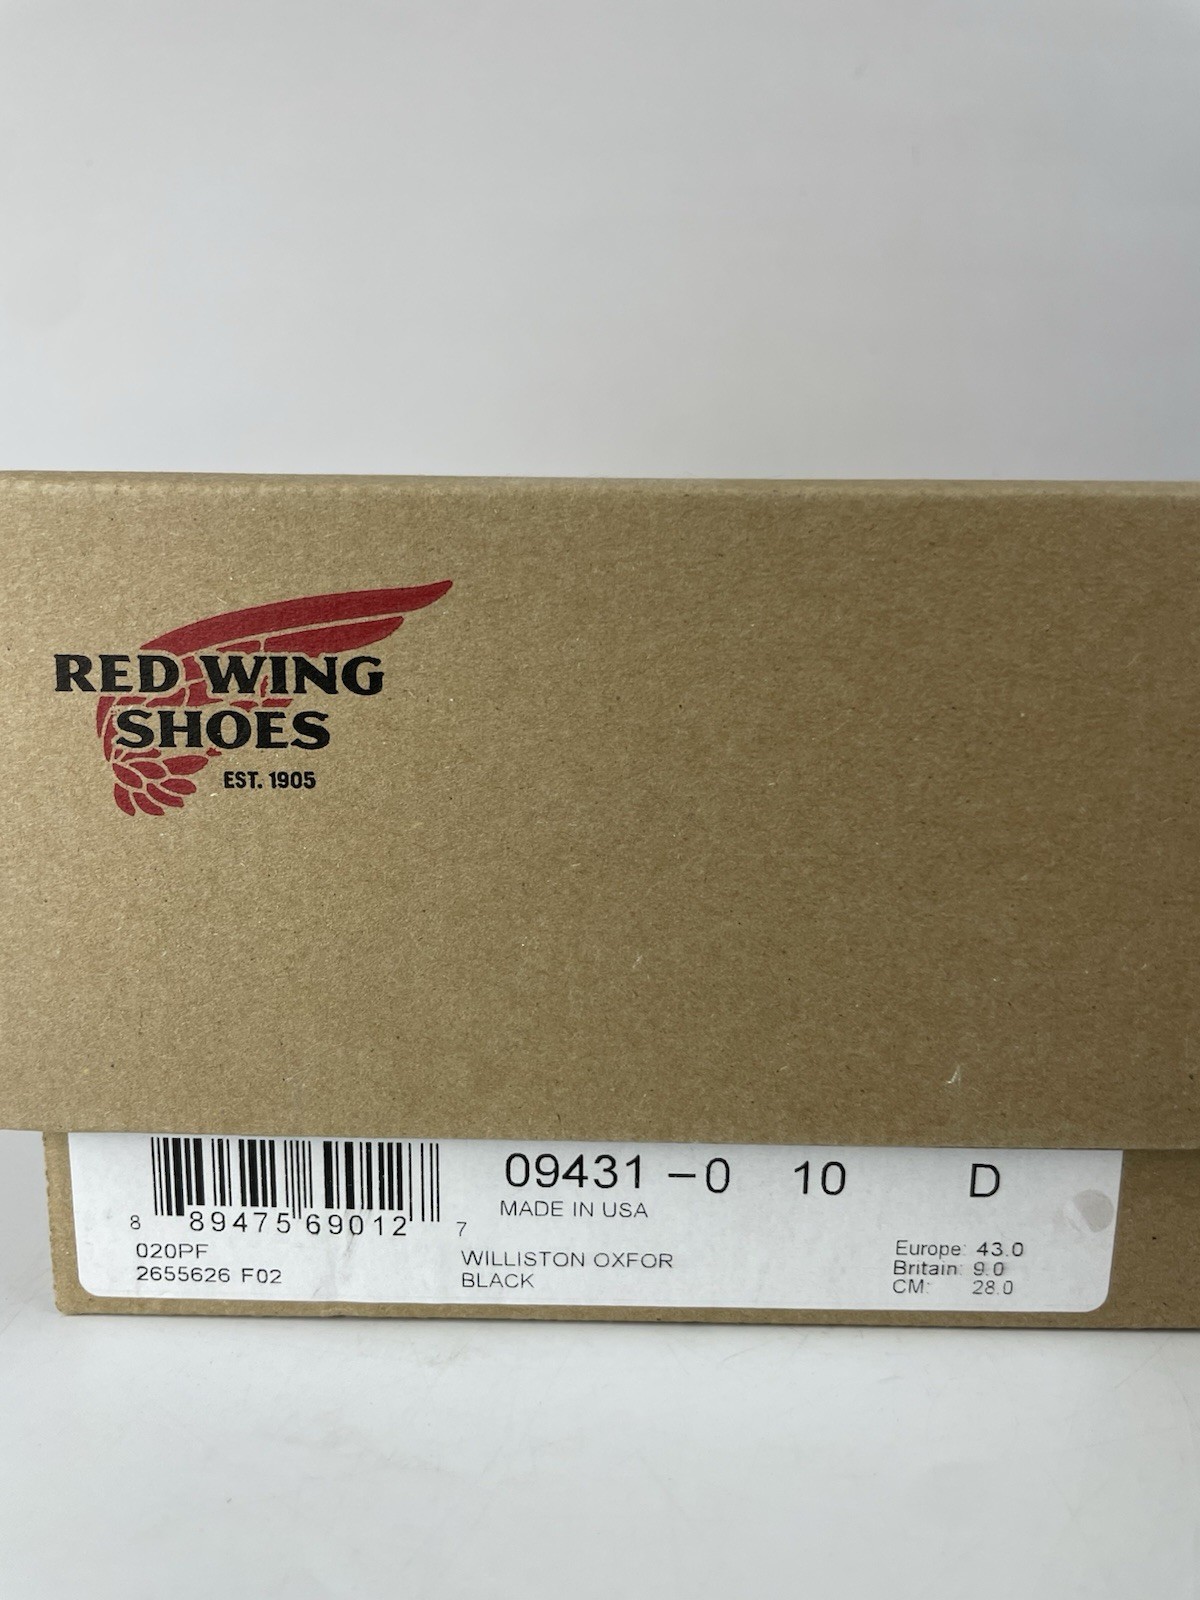 RED WING
SHOES
EST. 1905
09431 -0 10 D
MADE IN USA
8 89475 69012 7
020PF
2655626 F02
WILLISTON OXFOR
BLACK
Europe: 43.0
Britain: 9.0
CM: 28.0